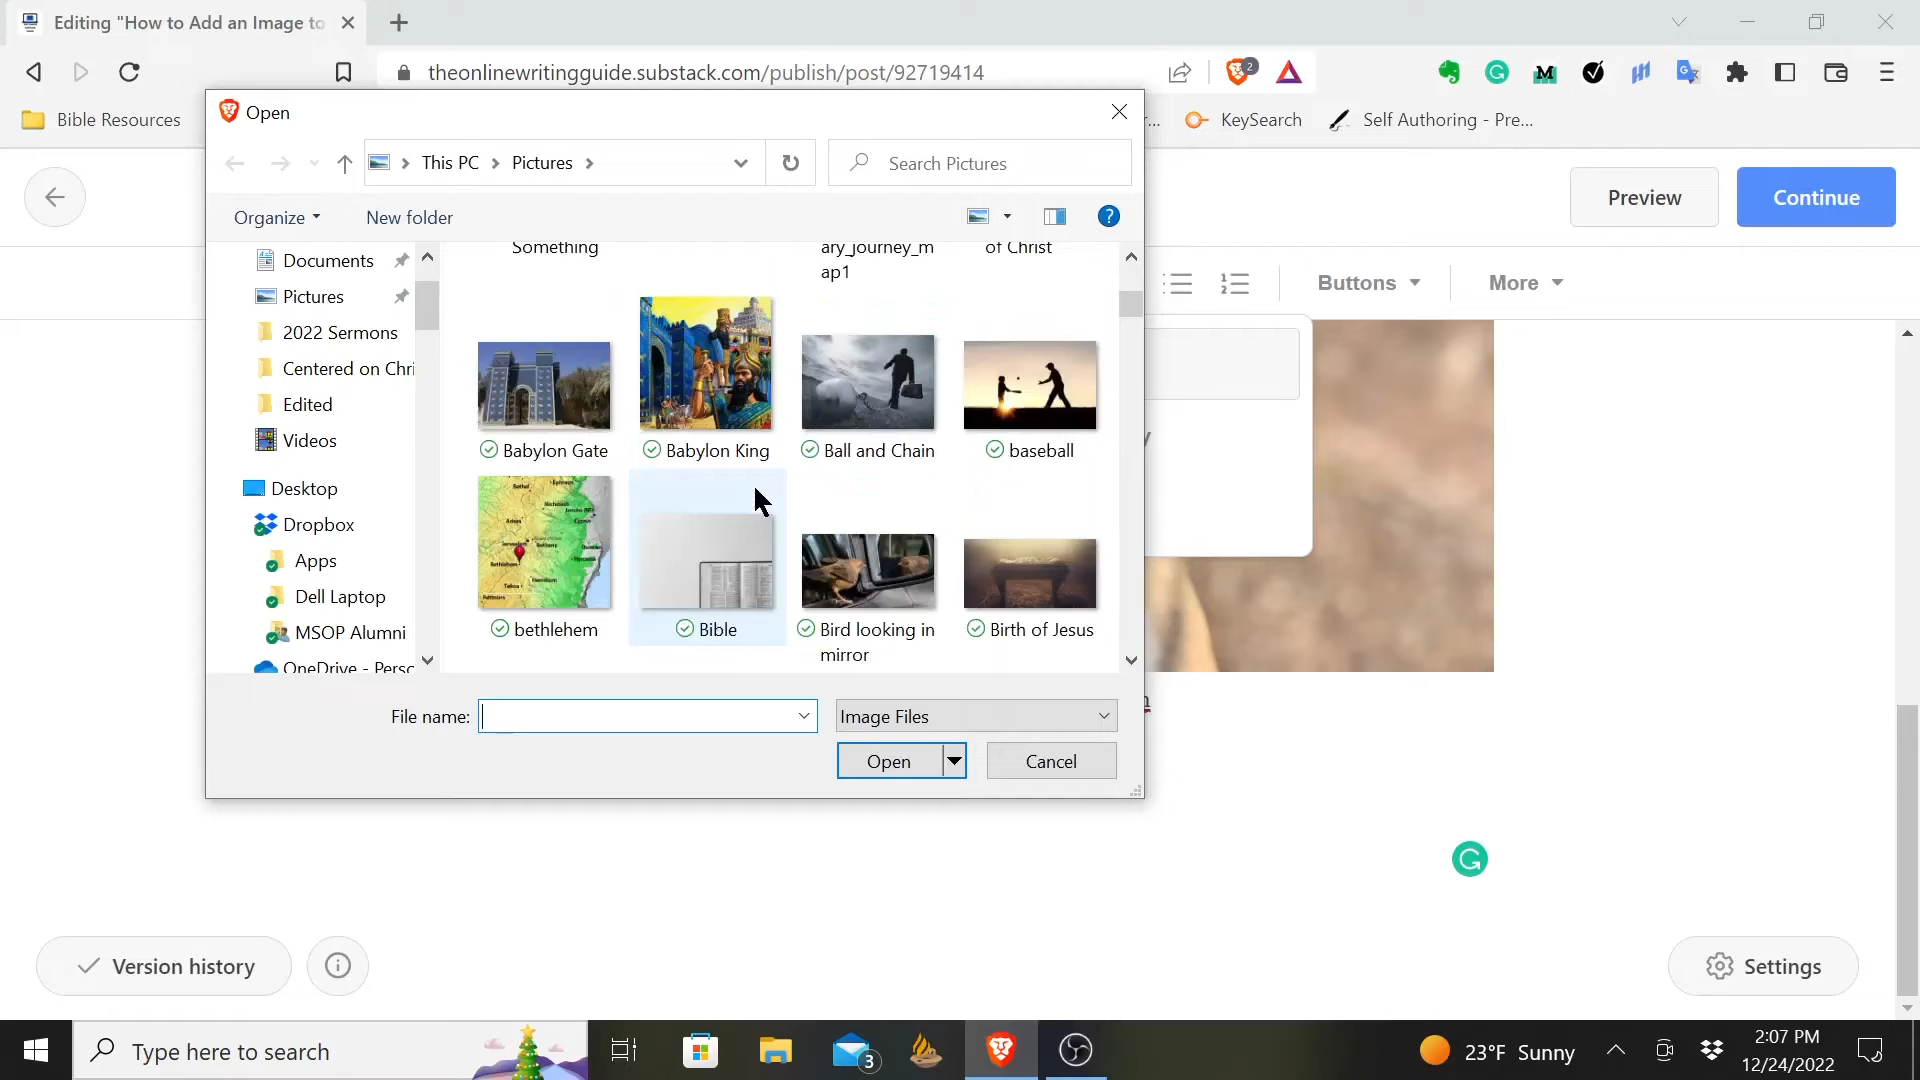 Editing "How to Add an Image to
theonlinewritingguide.substack.com/publish/post/92719414
2
Bible Resources
KeySearch
Self Authoring - Pre...
Open
This PC > Pictures >
Search Pictures
Organize
New folder
Preview
Continue
Buttons
More
Documents
Pictures
2022 Sermons
Centered on Chri
Edited
Videos
Desktop
Dropbox
Apps
Dell Laptop
MSOP Alumni
OneDrive - Perso
Something
ary_journey_m
ap1
of Christ
Babylon Gate
Babylon King
Ball and Chain
baseball
bethlehem
Bible
Bird looking in
mirror
Birth of Jesus
File name:
Image Files
Open
Cancel
Version history
Settings
Type here to search
3
23°F Sunny
2:07 PM
12/24/2022